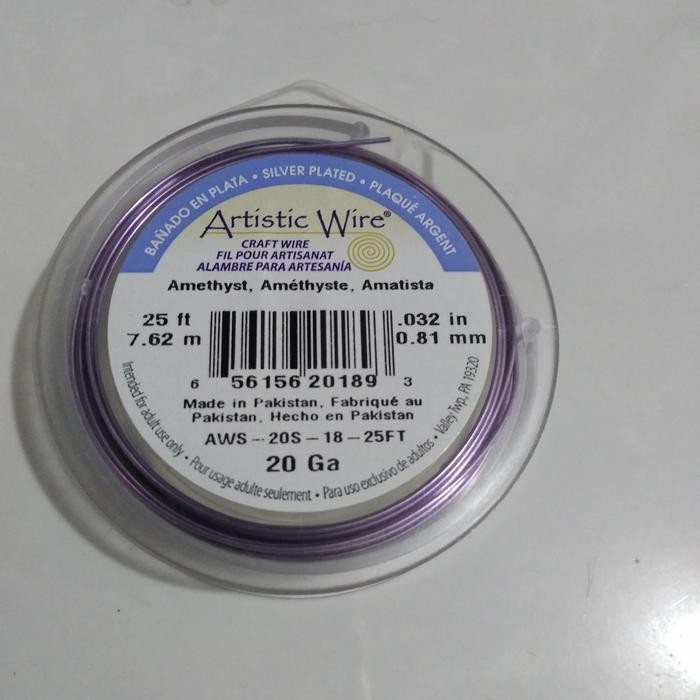 BAÑADO EN PLATA • SILVER PLATED • PLAQUÉ ARGENT
Artistic Wire®
CRAFT WIRE
FIL POUR ARTISANAT
ALAMBRE PARA ARTESANÍA
Amethyst, Améthyste, Amatista
25 ft
7.62 m
.032 in
0.81 mm
6 56156 20189 3
Made in Pakistan, Fabriqué au
Pakistan, Hecho en Pakistan
AWS -- 20S - 18 - 25FT
20 Ga
Intended for adult use only • Pour usage adulte seulement • Para uso exclusivo de adultos • Valley Twp, PA 19320